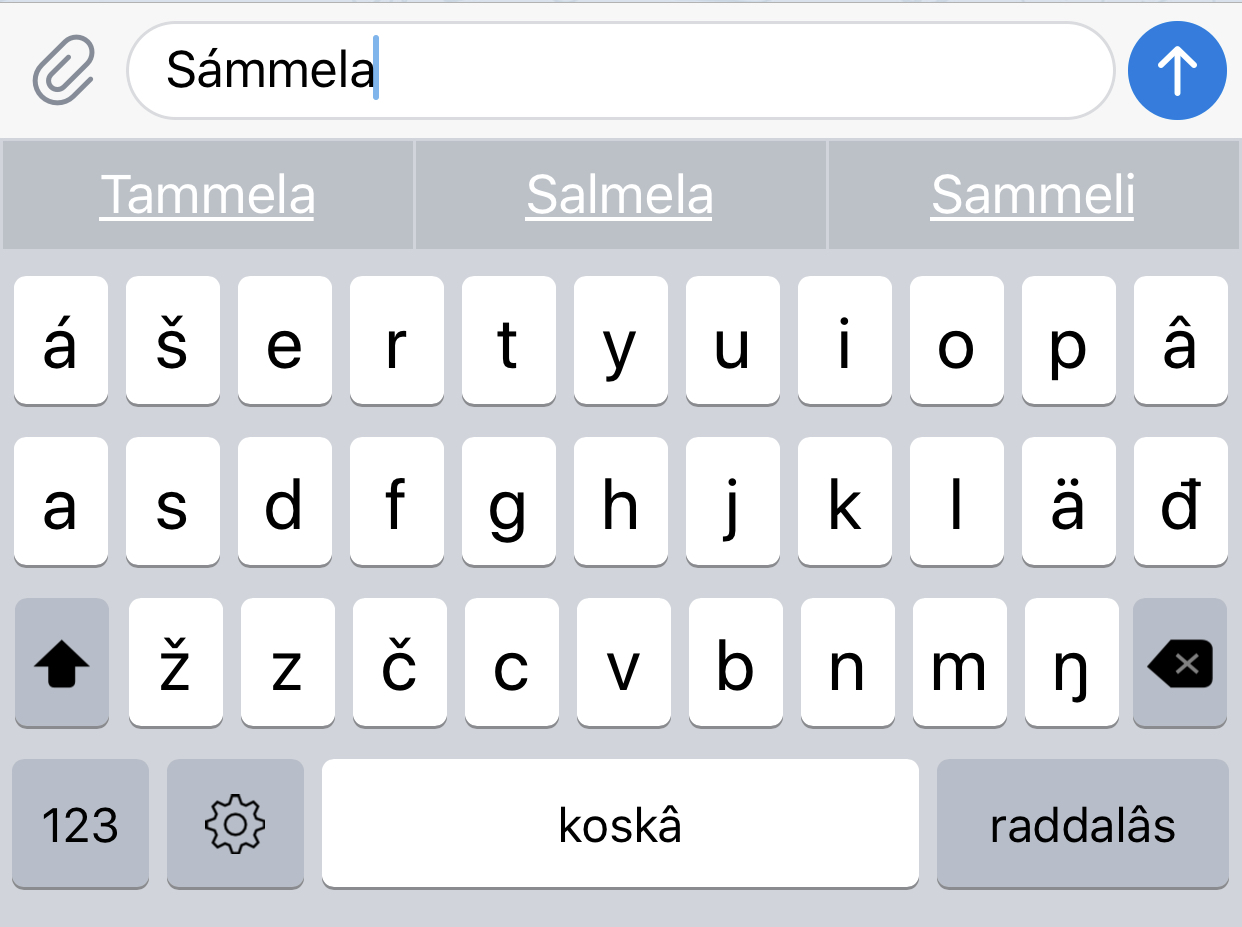 Sámmela
Tammela Salmela Sammeli
á š e r t y u i o p â
a s d f g h j k l ä đ
ž z č c v b n m ŋ
123 koskâ raddalâs